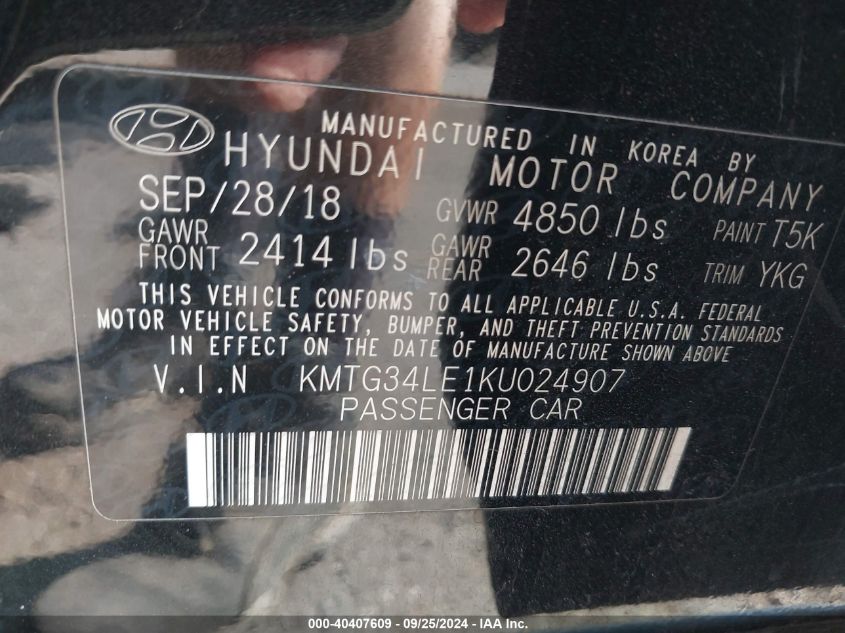 MANUFACTURED IN KOREA BY
HYUNDAI MOTOR COMPANY
SEP/28/18 GVWR 4850 lbs PAINT T5K
GAWR FRONT 2414 lbs GAWR REAR 2646 lbs TRIM YKG
THIS VEHICLE CONFORMS TO ALL APPLICABLE U.S.A. FEDERAL
MOTOR VEHICLE SAFETY, BUMPER, AND THEFT PREVENTION STANDARDS
IN EFFECT ON THE DATE OF MANUFACTURE SHOWN ABOVE
V.I.N KMTG34LE1KU024907
PASSENGER CAR
000-40407609 - 09/25/2024 - IAA Inc.